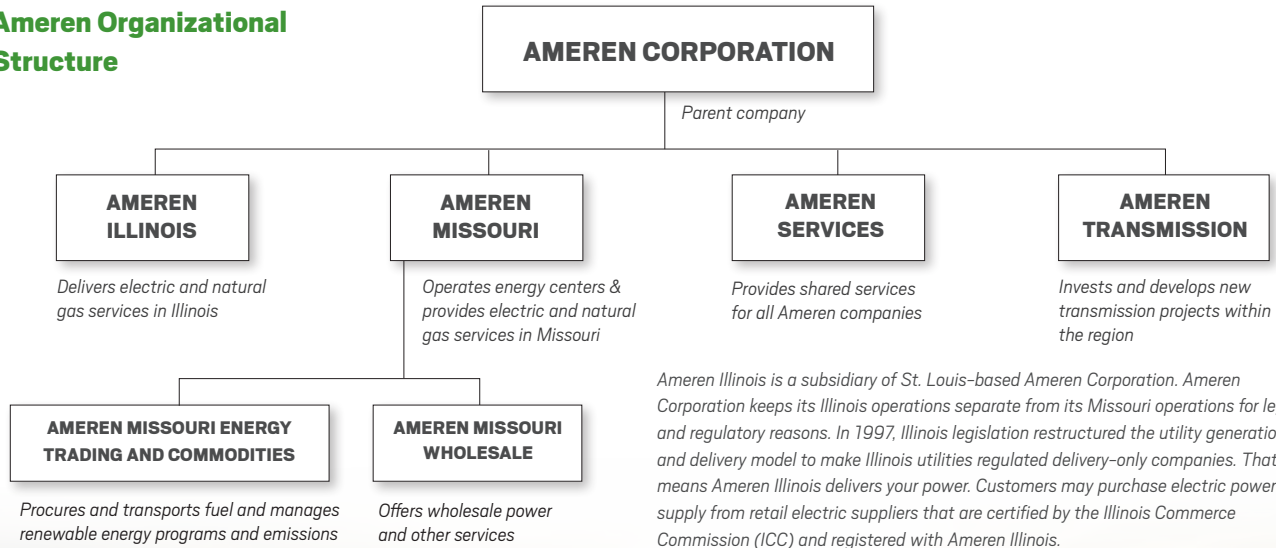 Ameren Organizational
Structure
AMEREN CORPORATION
Parent company
AMEREN
ILLINOIS
Delivers electric and natural
gas services in Illinois
AMEREN
MISSOURI
Operates energy centers &
provides electric and natural
gas services in Missouri
AMEREN
SERVICES
Provides shared services
for all Ameren companies
AMEREN
TRANSMISSION
Invests and develops new
transmission projects within
the region
AMEREN MISSOURI ENERGY
TRADING AND COMMODITIES
Procures and transports fuel and manages
renewable energy programs and emissions
AMEREN MISSOURI
WHOLESALE
Offers wholesale power
and other services
Ameren Illinois is a subsidiary of St. Louis-based Ameren Corporation. Ameren
Corporation keeps its Illinois operations separate from its Missouri operations for
and regulatory reasons. In 1997, Illinois legislation restructured the utility
and delivery model to make Illinois utilities regulated delivery-only companies. That
means Ameren Illinois delivers your power. Customers may purchase electric power
supply from retail electric suppliers that are certified by the Illinois Commerce
Commission (ICC) and registered with Ameren Illinois.